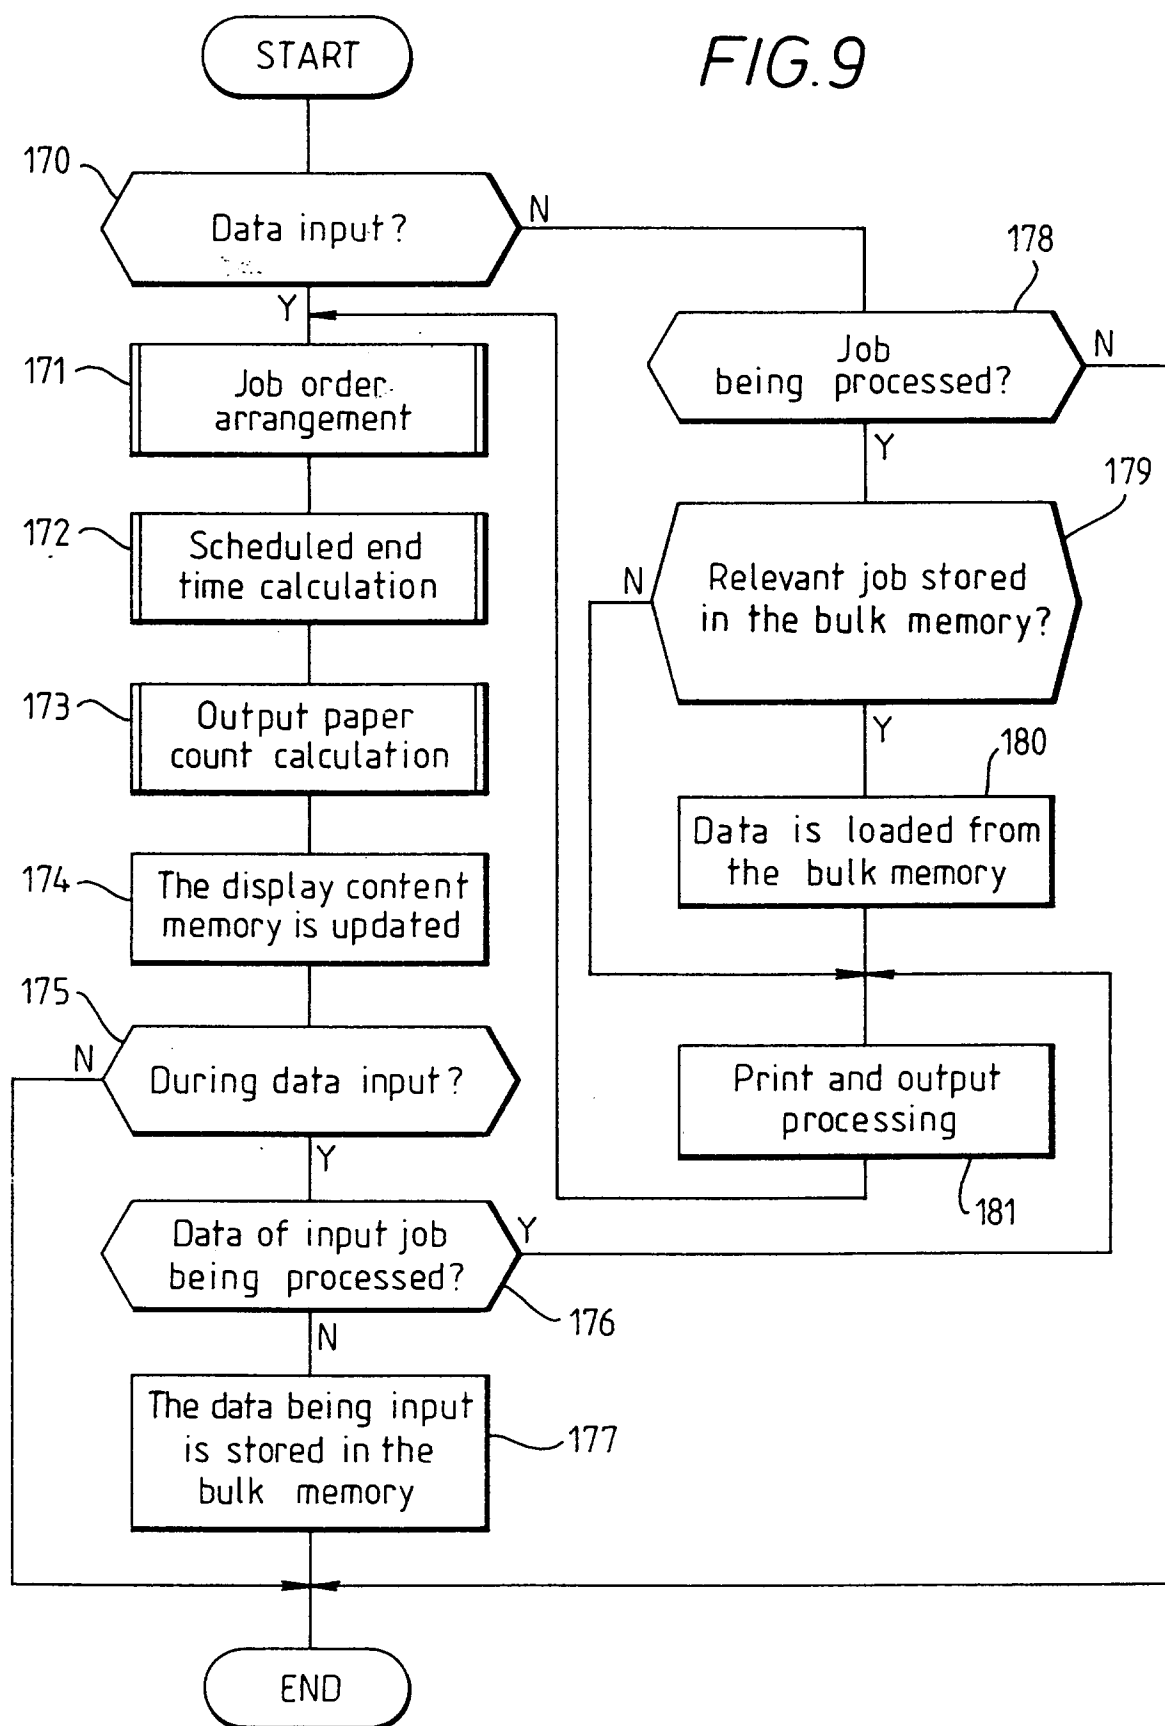 FIG.9
START
170
Data input?
N
Y
171
Job order
arrangement
172
Scheduled end
time calculation
173
Output paper
count calculation
174
The display content
memory is updated
175
N
During data input?
Y
Data of input job
being processed?
Y
176
N
The data being input
is stored in the
bulk memory
177
END
178
Job
being processed?
N
Y
179
N
Relevant job stored
in the bulk memory?
Y
180
Data is loaded from
the bulk memory
Print and output
processing
181